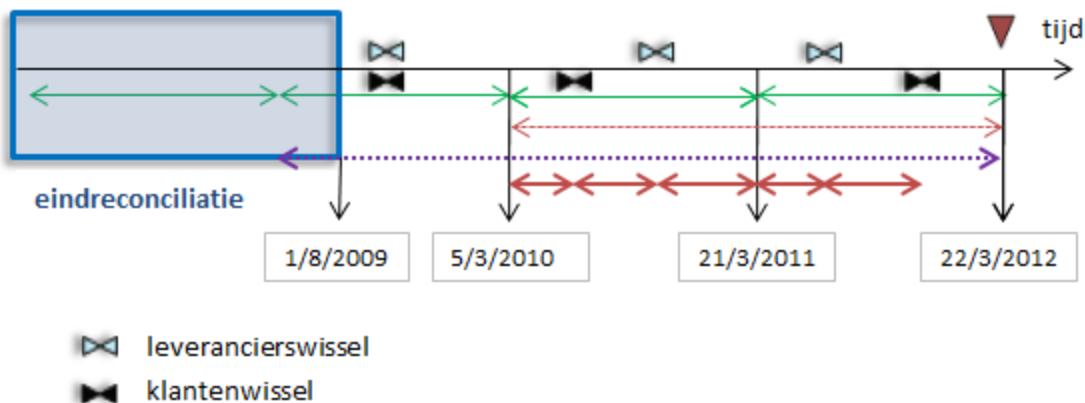 tijd
eindreconciliatie
1/8/2009
5/3/2010
21/3/2011
22/3/2012
leverancierswissel
klantenwissel